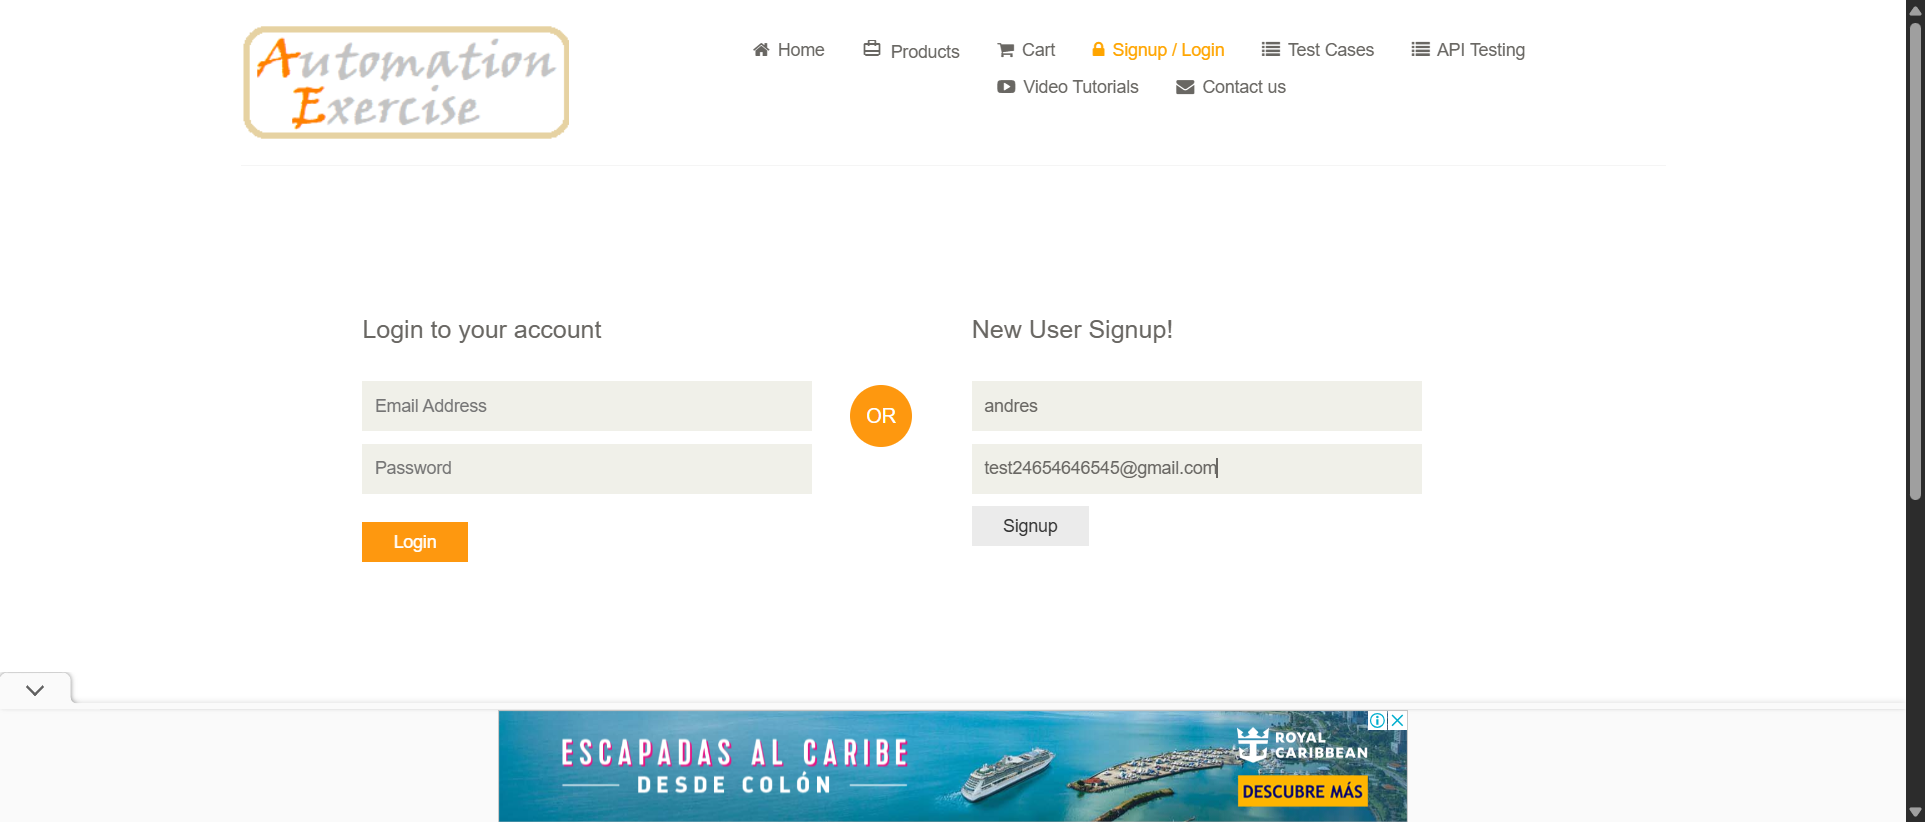 Automation
Exercise
Home
Products
Cart
Signup / Login
Test Cases
API Testing
Video Tutorials
Contact us
Login to your account
Email Address
Password
Login
OR
New User Signup!
andres
test24654646545@gmail.com
Signup
ESCAPADAS AL CARIBE
DESDE COLÓN
ROYAL
CARIBBEAN
DESCUBRE MÁS